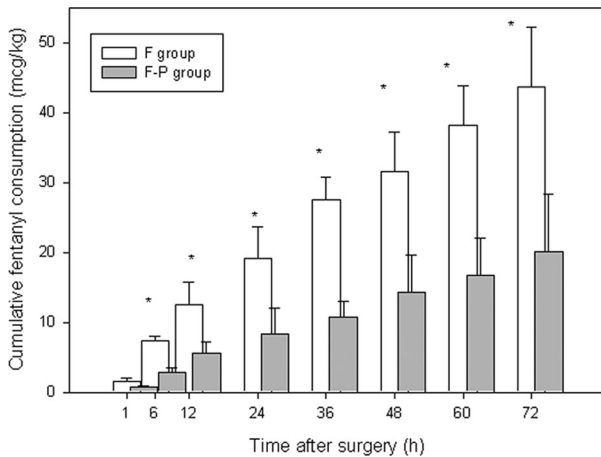 Cumulative fentanyl consumption (mcg/kg)
50
40
30
20
10
0
F group
F-P group
*
*
*
*
*
*
*
*
1 6 12 24 36 48 60 72
Time after surgery (h)